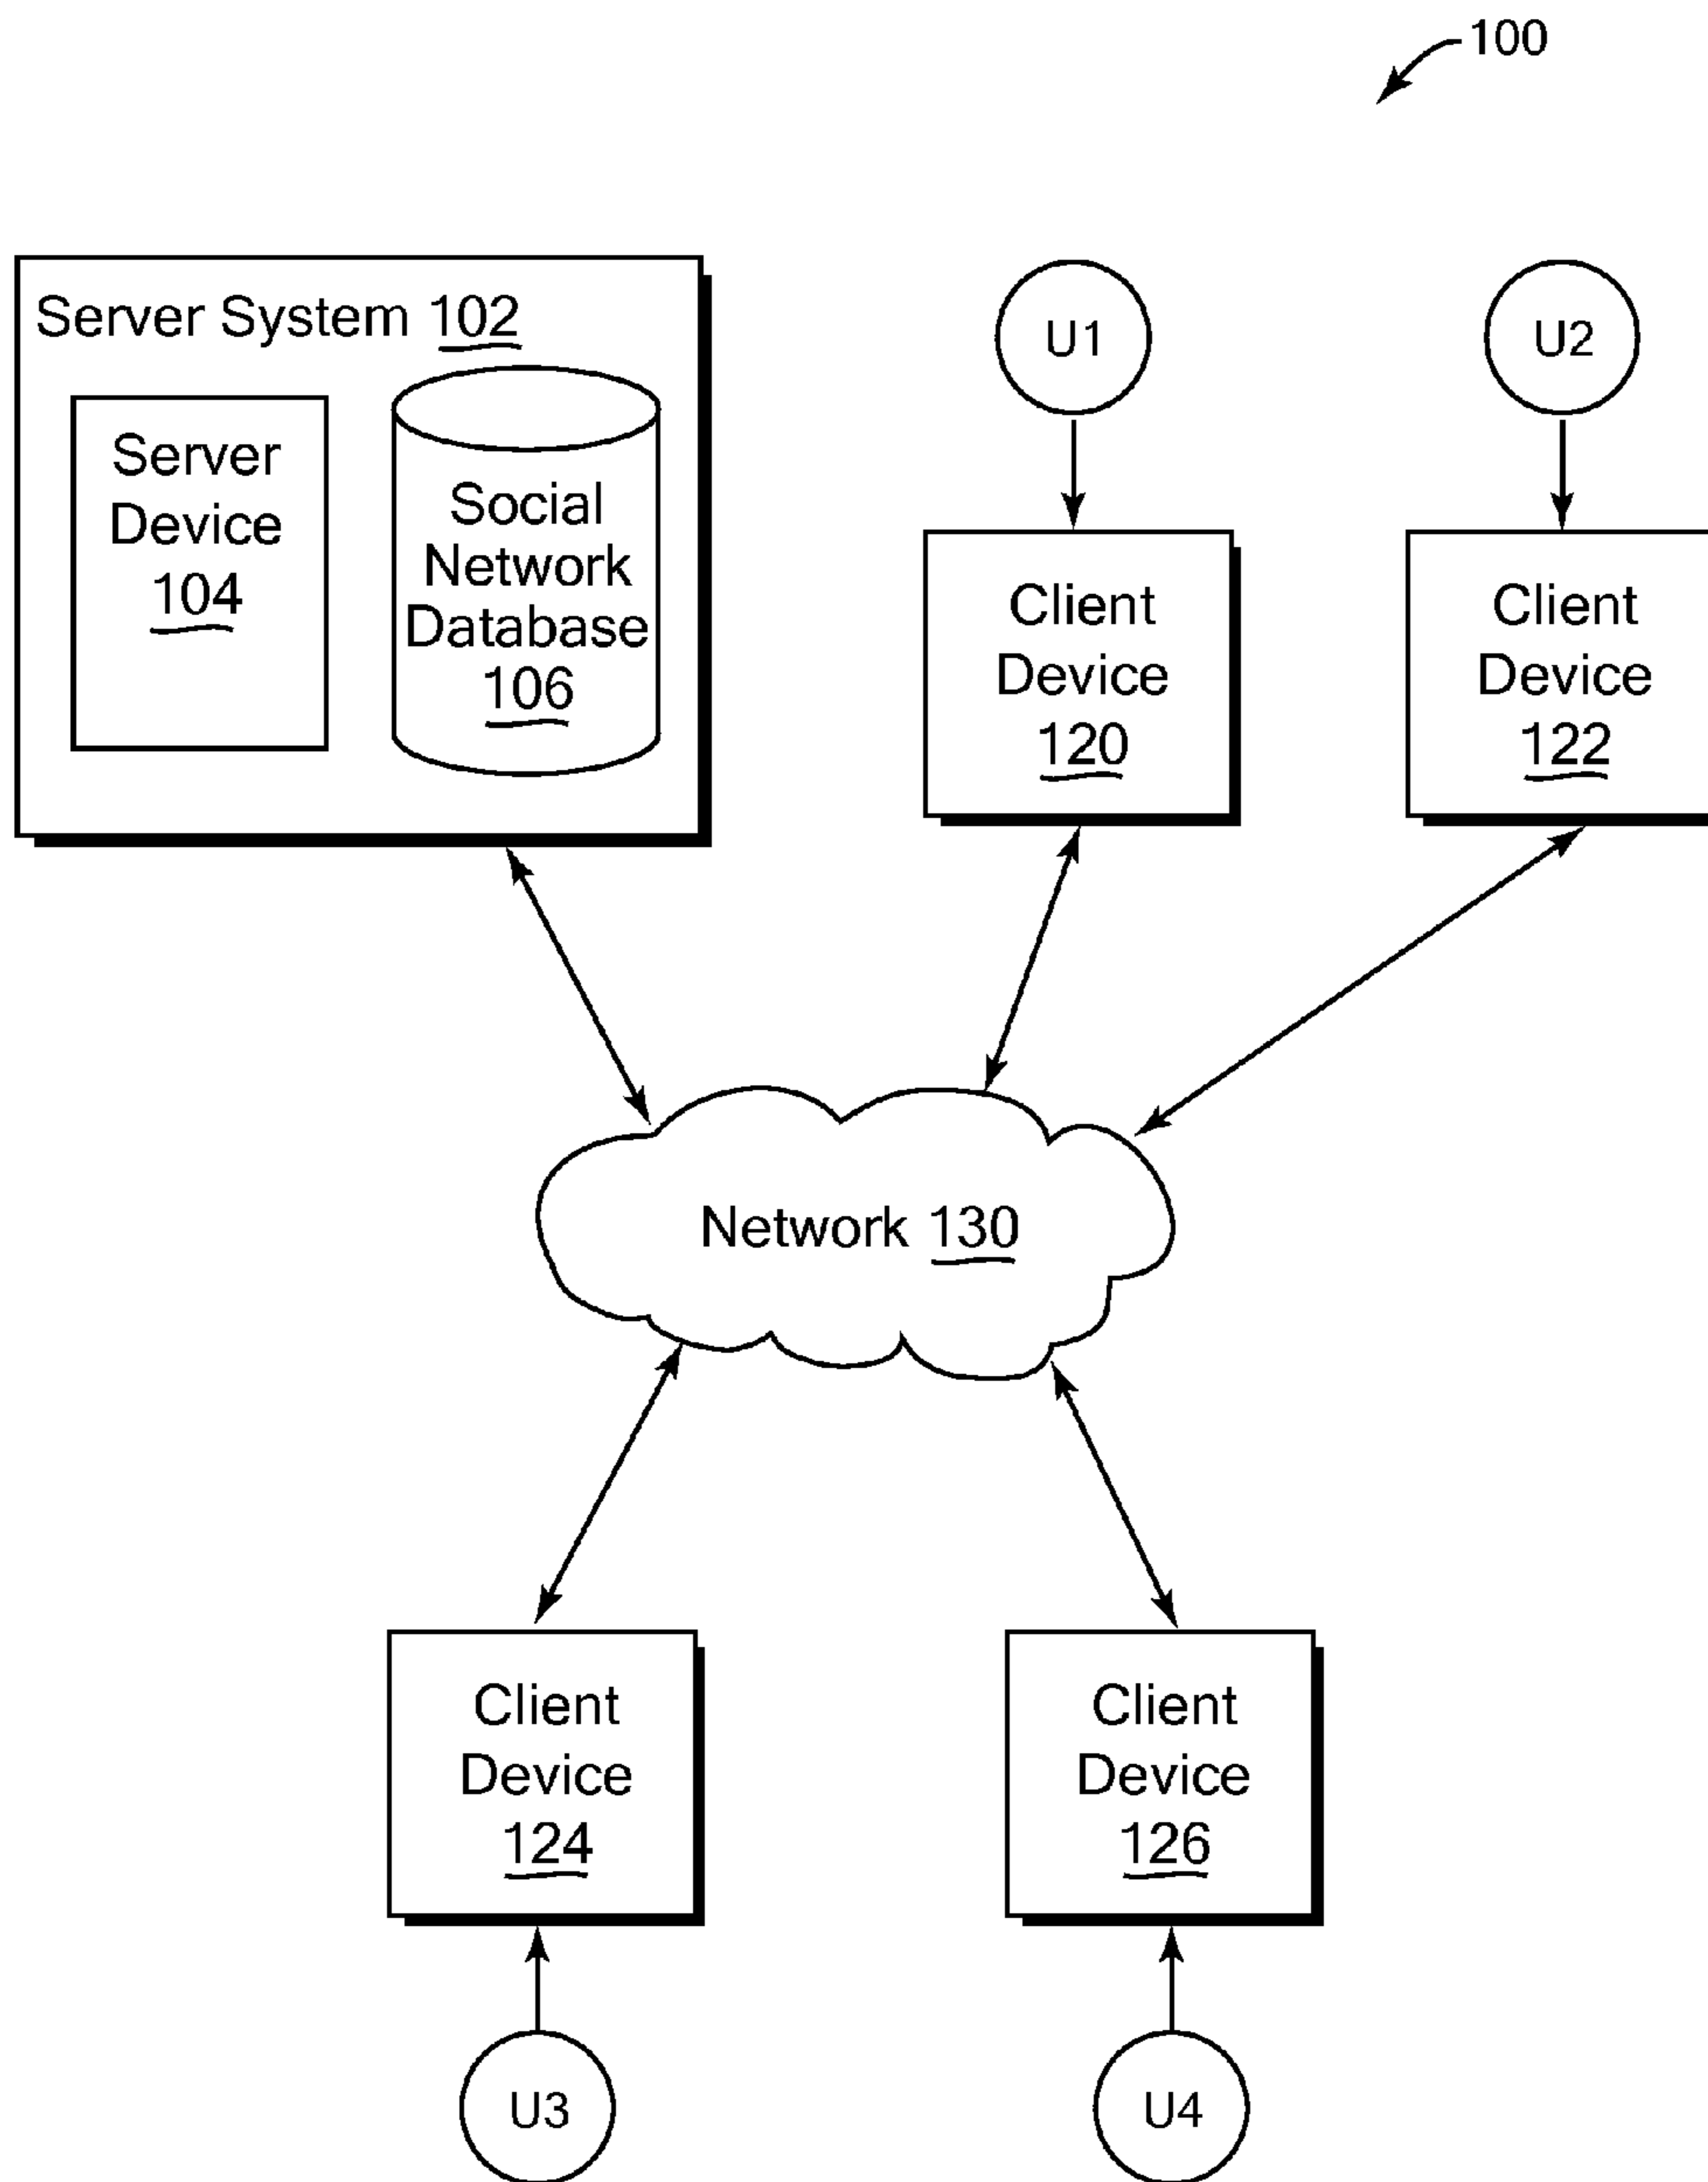 100
Server System 102
Server
Device
104
Social
Network
Database
106
U1
U2
Client
Device
120
Client
Device
122
Network 130
Client
Device
124
Client
Device
126
U3
U4